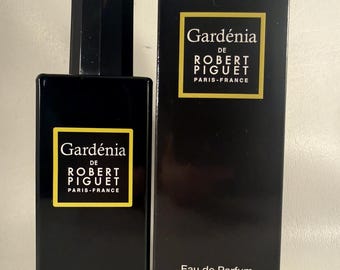 Gardénia
DE
ROBERT
PIGUET
PARIS-FRANCE
Gardénia
DE
ROBERT
PIGUET
PARIS-FRANCE
Eau de Parfum